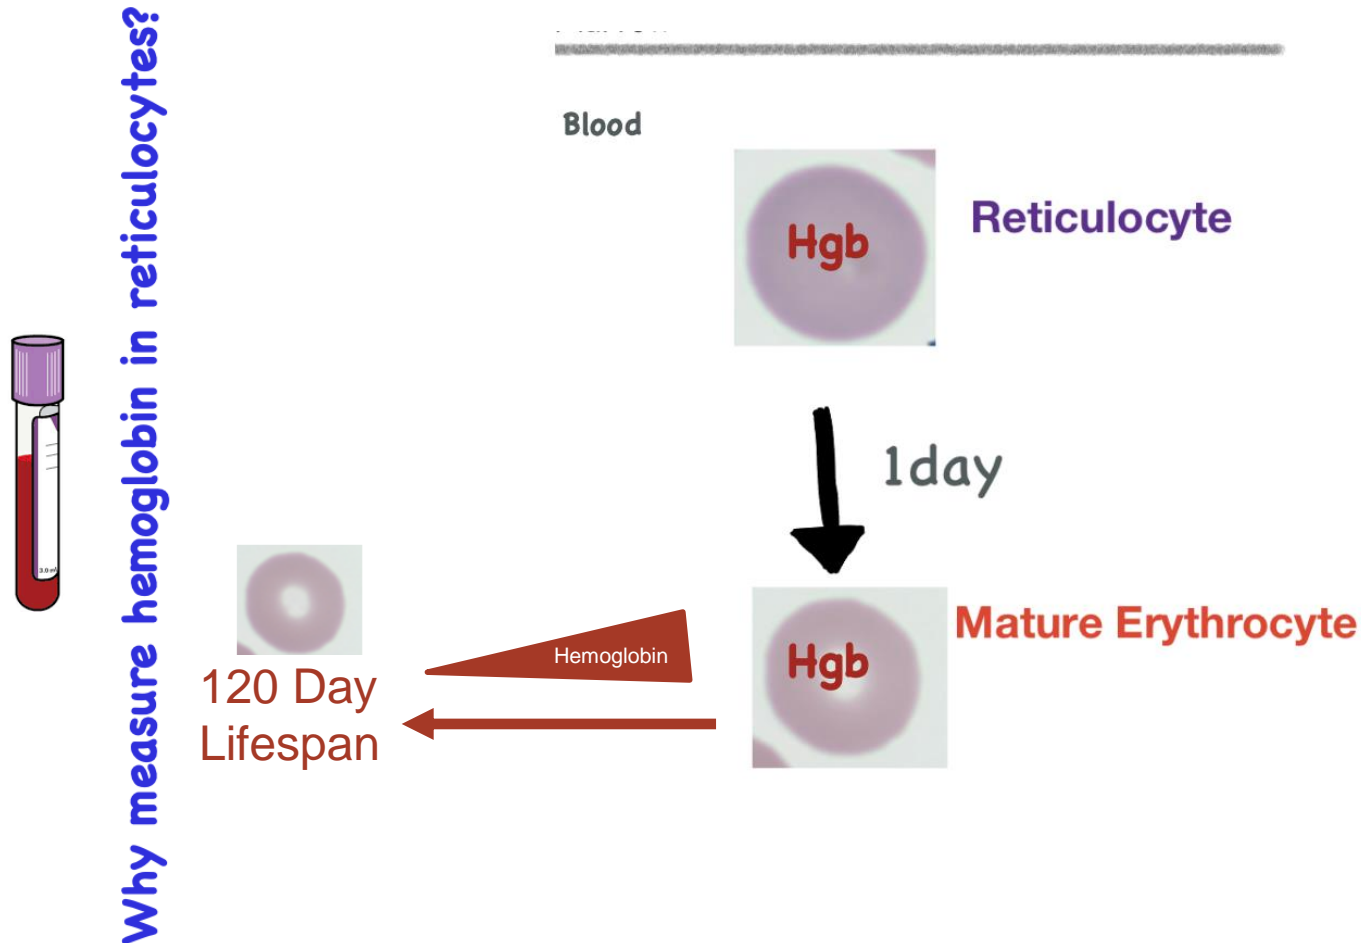 Why measure hemoglobin in reticulocytes?
Blood
Hgb
Reticulocyte
1day
Hemoglobin
Hgb
Mature Erythrocyte
120 Day
Lifespan